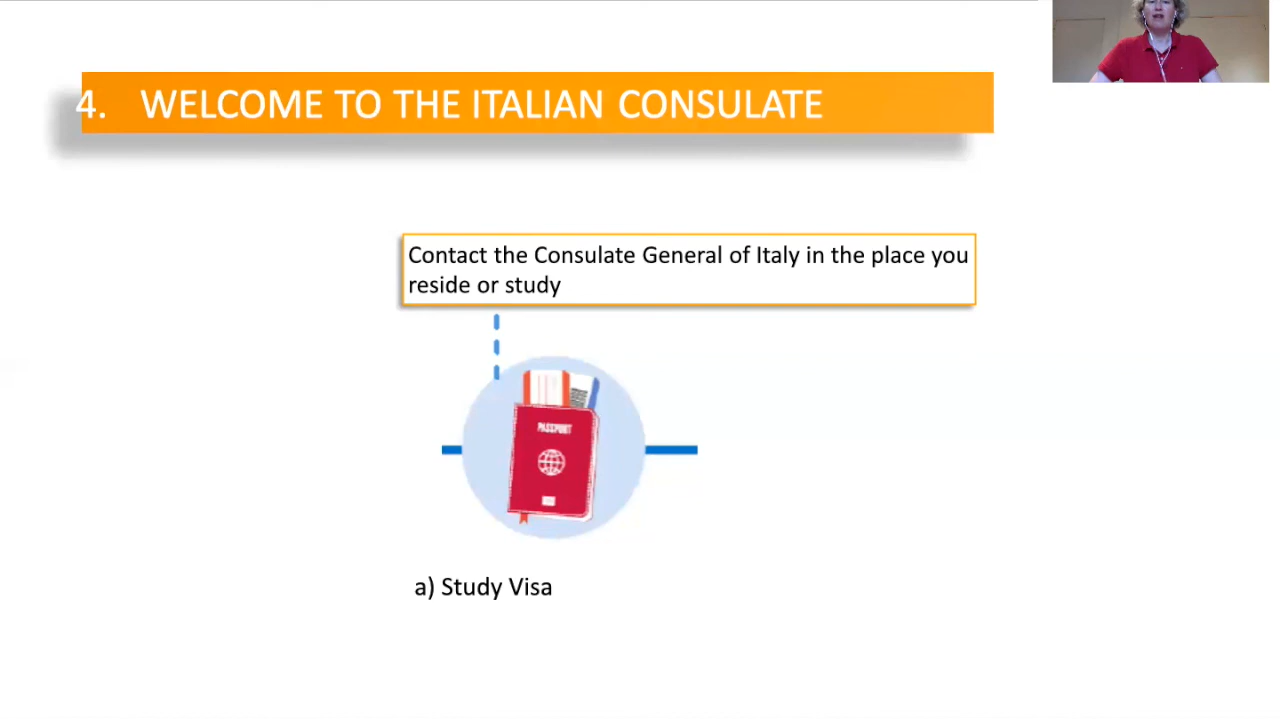 4. WELCOME TO THE ITALIAN CONSULATE
Contact the Consulate General of Italy in the place you
reside or study
PASSPORT
a) Study Visa